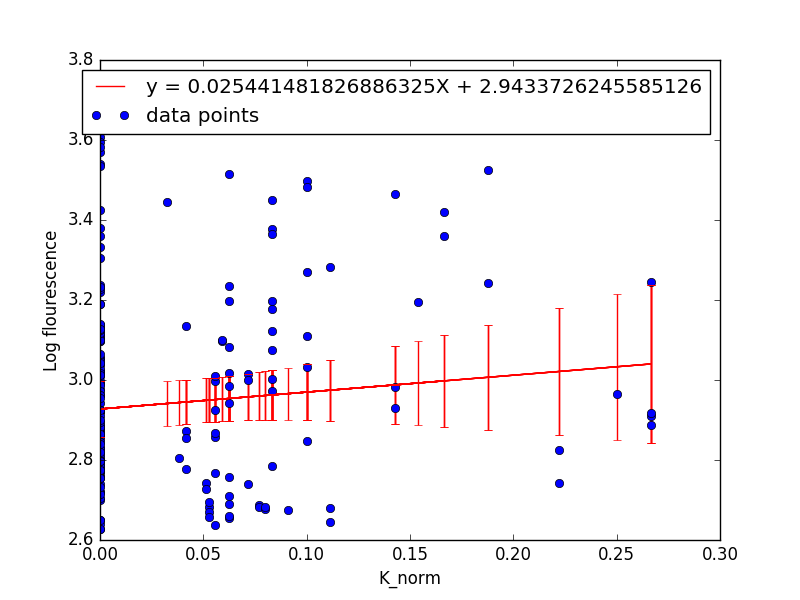 3.8
y = 0.025441481826886325X + 2.9433726245585126
data points
3.6
3.4
3.2
3.0
2.8
2.6
Log flourescence
0.00 0.05 0.10 0.15 0.20 0.25 0.30
K_norm